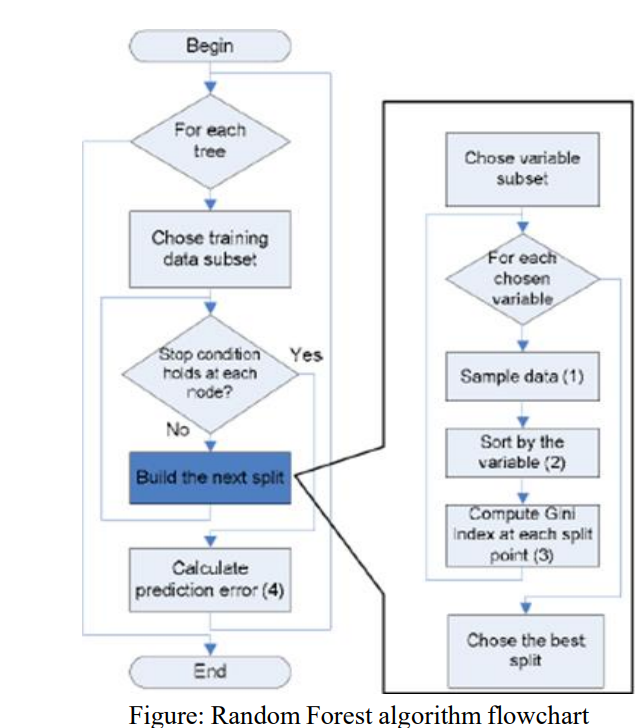 Begin
For each
tree
Chose training
data subset
Stop condition
holds at each
node?
Yes
No
Build the next split
Calculate
prediction error (4)
End
Chose variable
subset
For each
chosen
variable
Sample data (1)
Sort by the
variable (2)
Compute Gini
Index at each split
point (3)
Chose the best
split
Figure: Random Forest algorithm flowchart